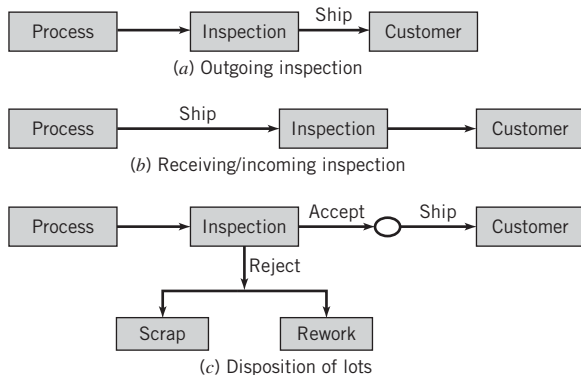 Ship
Process Inspection Customer
(a) Outgoing inspection
Ship
Process Inspection Customer
(b) Receiving/incoming inspection
Accept Ship
Process Inspection Customer
Reject
Scrap Rework
(c) Disposition of lots